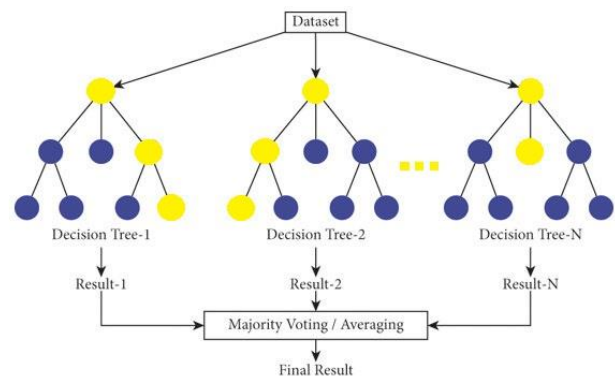 Dataset
Decision Tree-1
Decision Tree-2
Decision Tree-N
Result-1
Result-2
Result-N
Majority Voting / Averaging
Final Result